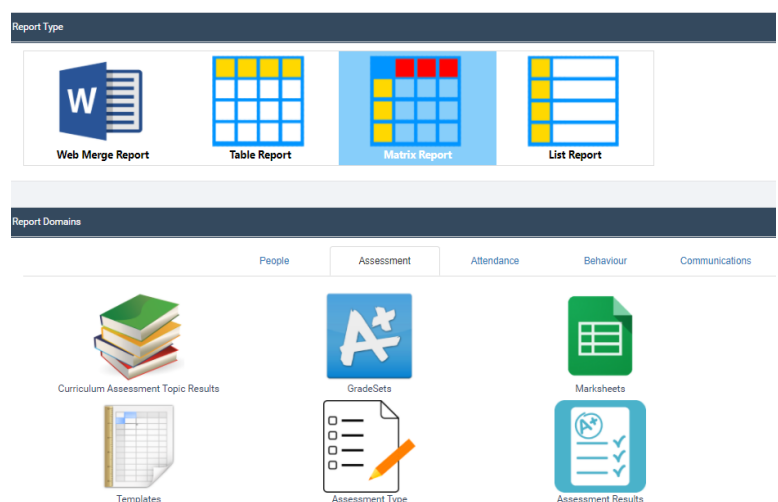 Report Type
W
Web Merge Report Table Report Matrix Report List Report
Report Domains
People Assessment Attendance Behaviour Communications
A+
Curriculum Assessment Topic Results GradeSets Marksheets
A+
Templates Assessment Type Assessment Results